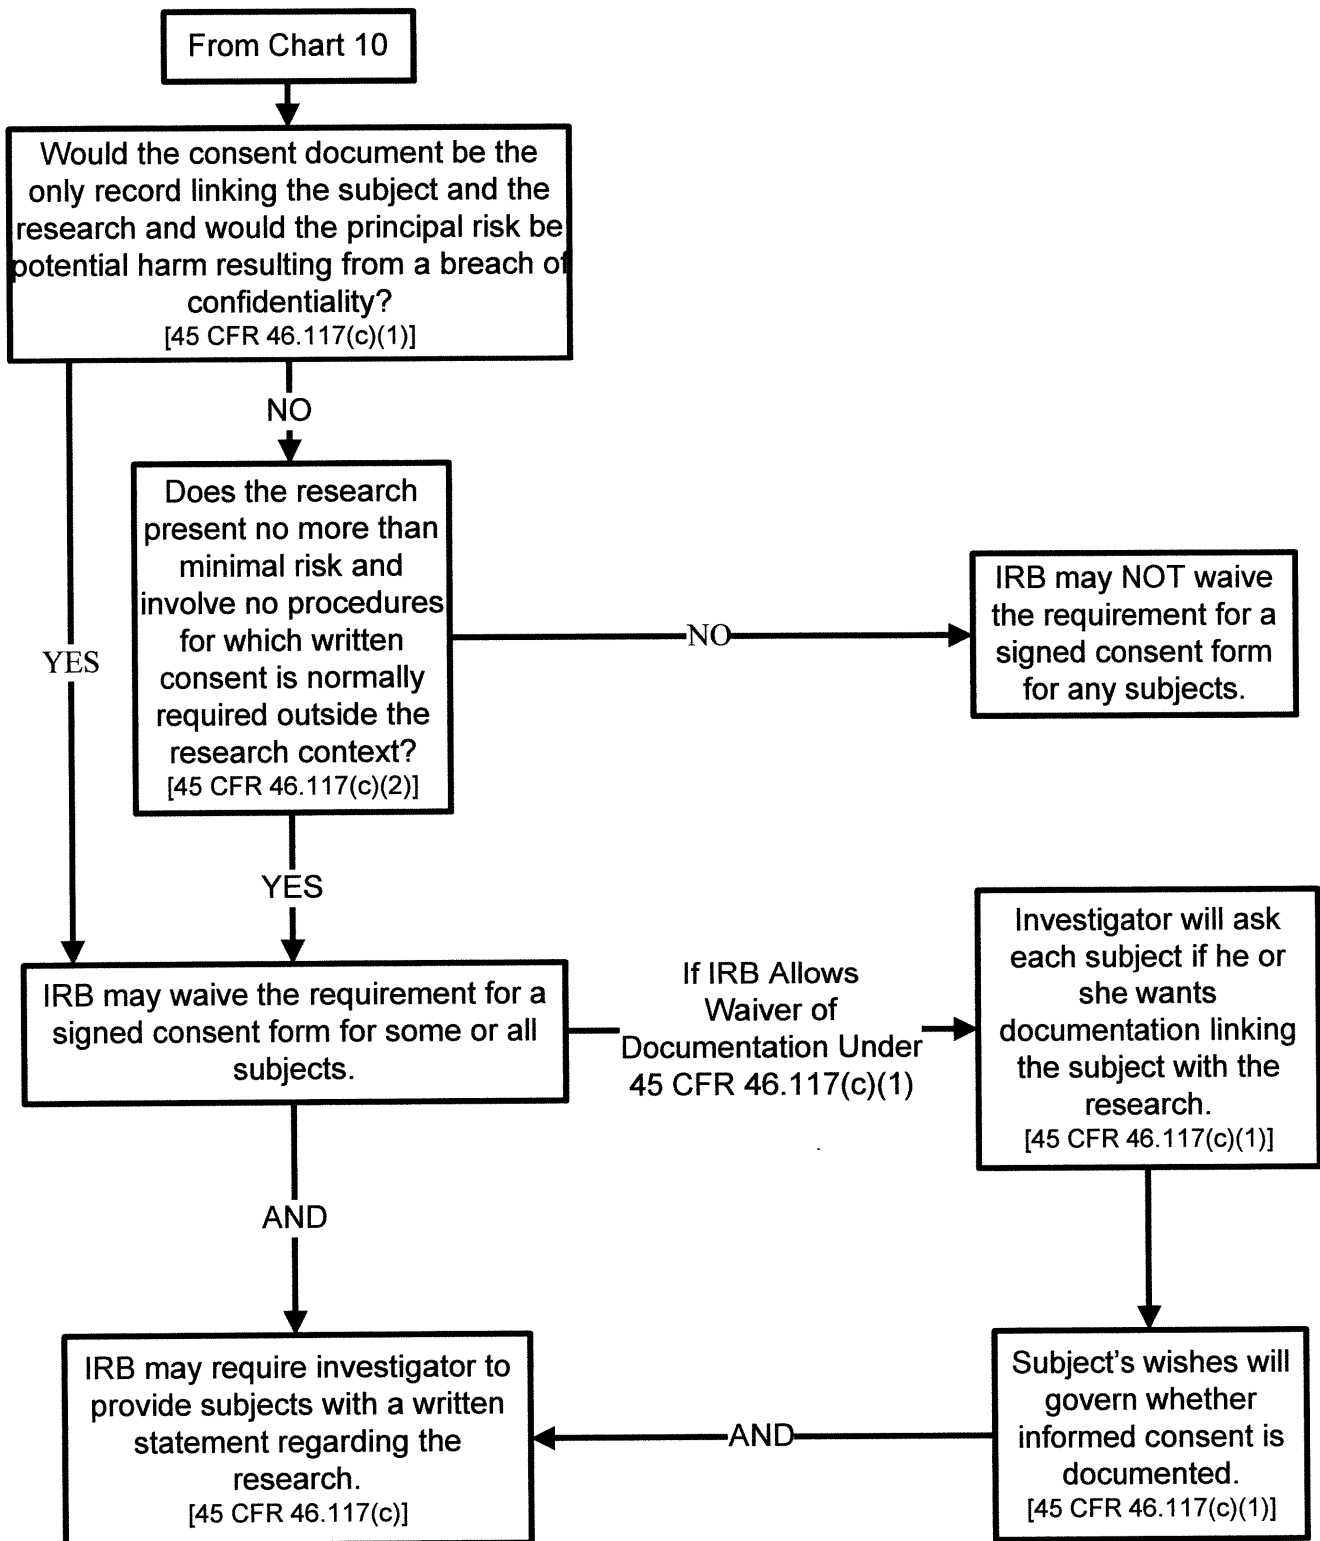 From Chart 10
Would the consent document be the
only record linking the subject and the
research and would the principal risk be
potential harm resulting from a breach of
confidentiality?
[45 CFR 46.117(c)(1)]
NO
Does the research
present no more than
minimal risk and
involve no procedures
for which written
consent is normally
required outside the
research context?
[45 CFR 46.117(c)(2)]
NO
IRB may NOT waive
the requirement for a
signed consent form
for any subjects.
YES
YES
IRB may waive the requirement for a
signed consent form for some or all
subjects.
If IRB Allows
Waiver of
Documentation Under
45 CFR 46.117(c)(1)
Investigator will ask
each subject if he or
she wants
documentation linking
the subject with the
research.
[45 CFR 46.117(c)(1)]
AND
IRB may require investigator to
provide subjects with a written
statement regarding the
research.
[45 CFR 46.117(c)]
AND
Subject's wishes will
govern whether
informed consent is
documented.
[45 CFR 46.117(c)(1)]